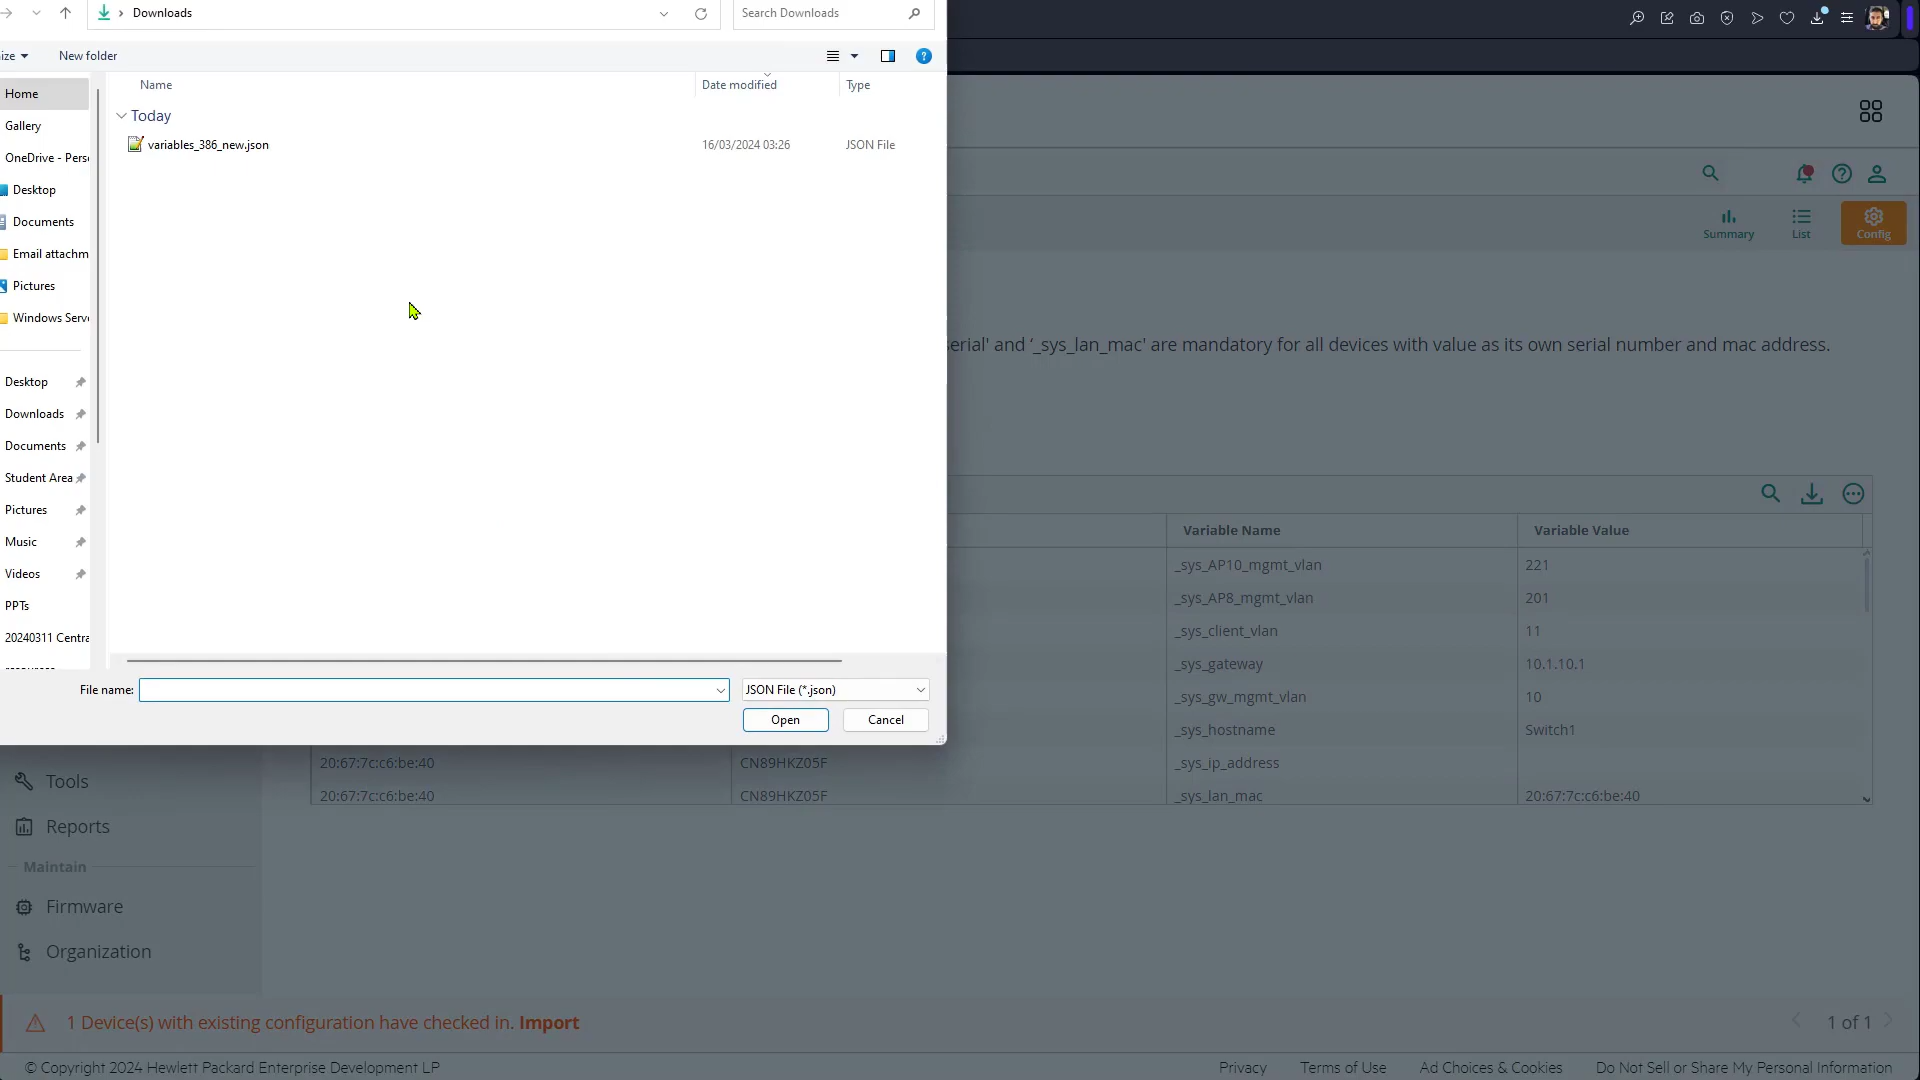 Downloads
Search Downloads
New folder
Name
Date modified
Type
Home
Today
Gallery
variables_386_new.json
16/03/2024 03:26
JSON File
OneDrive - Pers
Desktop
Documents
Email attachm
Pictures
Windows Serv
Desktop
Downloads
Documents
Student Area
Pictures
Music
Videos
PPTs
20240311 Centra
File name:
JSON File (*.json)
Open
Cancel
Summary
List
Config
serial' and ‘_sys_lan_mac' are mandatory for all devices with value as its own serial number and mac address.
Variable Name
Variable Value
_sys_AP10_mgmt_vlan
221
_sys_AP8_mgmt_vlan
201
_sys_client_vlan
11
_sys_gateway
10.1.10.1
_sys_gw_mgmt_vlan
10
_sys_hostname
Switch1
20:67:7c:c6:be:40
CN89HKZ05F
_sys_ip_address
20:67:7c:c6:be:40
CN89HKZ05F
_sys_lan_mac
20:67:7c:c6:be:40
Tools
Reports
Maintain
Firmware
Organization
1 Device(s) with existing configuration have checked in. Import
1 of 1
© Copyright 2024 Hewlett Packard Enterprise Development LP
Privacy
Terms of Use
Ad Choices & Cookies
Do Not Sell or Share My Personal Information